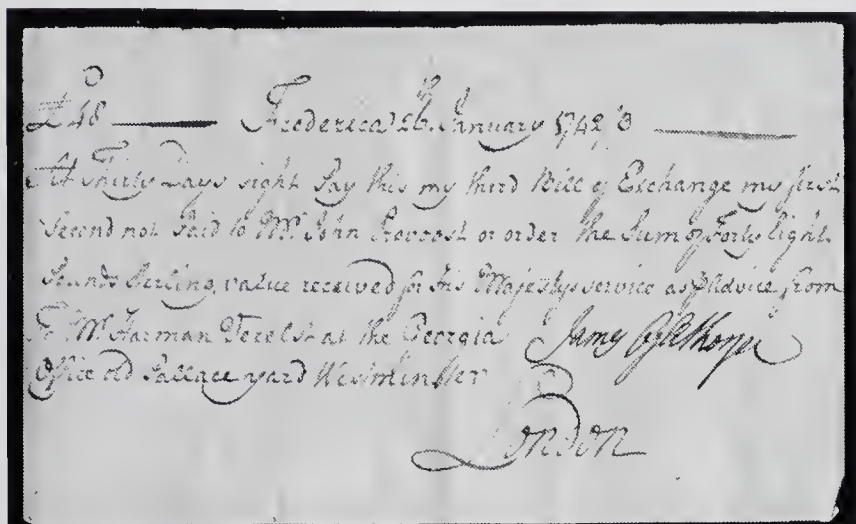 £48 Frederica 26th January 1742/3
At Thirty Days sight Pay this my third Bill of Exchange my first
Second not Paid to Mr. John Provost or order the Sum of Forty Eight
Pounds Sterling, value received for His Majestys service as p Advice from
To Mr. Harman Verelst at the Georgia James Oglethorpe
Office old Pallace yard Westminster
London